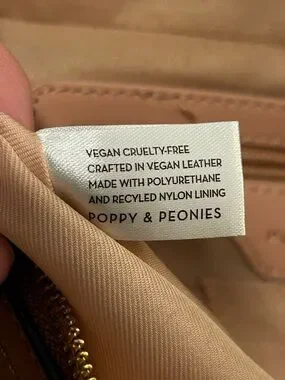 VEGAN CRUELTY-FREE
CRAFTED IN VEGAN LEATHER
MADE WITH POLYURETHANE
AND RECYLED NYLON LINING
POPPY & PEONIES